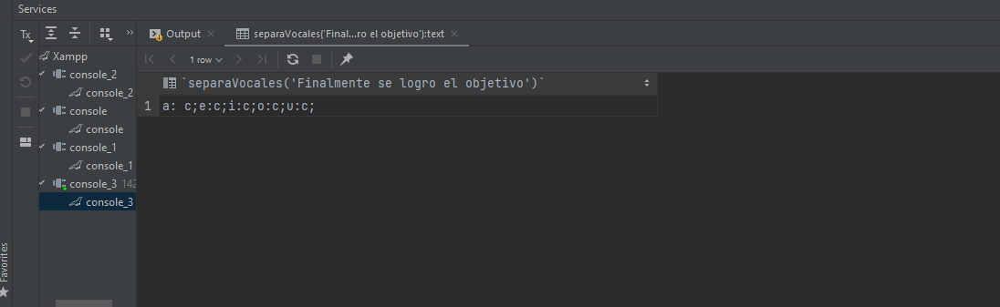 Services
Tx
Output
separaVocales('Final...ro el objetivo'):text
1 row
Xampp
console_2
console_2
console
console
console_1
console_1
console_3 142
console_3
`separaVocales('Finalmente se logro el objetivo')`
1 a: c;e:c;i:c;o:c;u:c;
Favorites